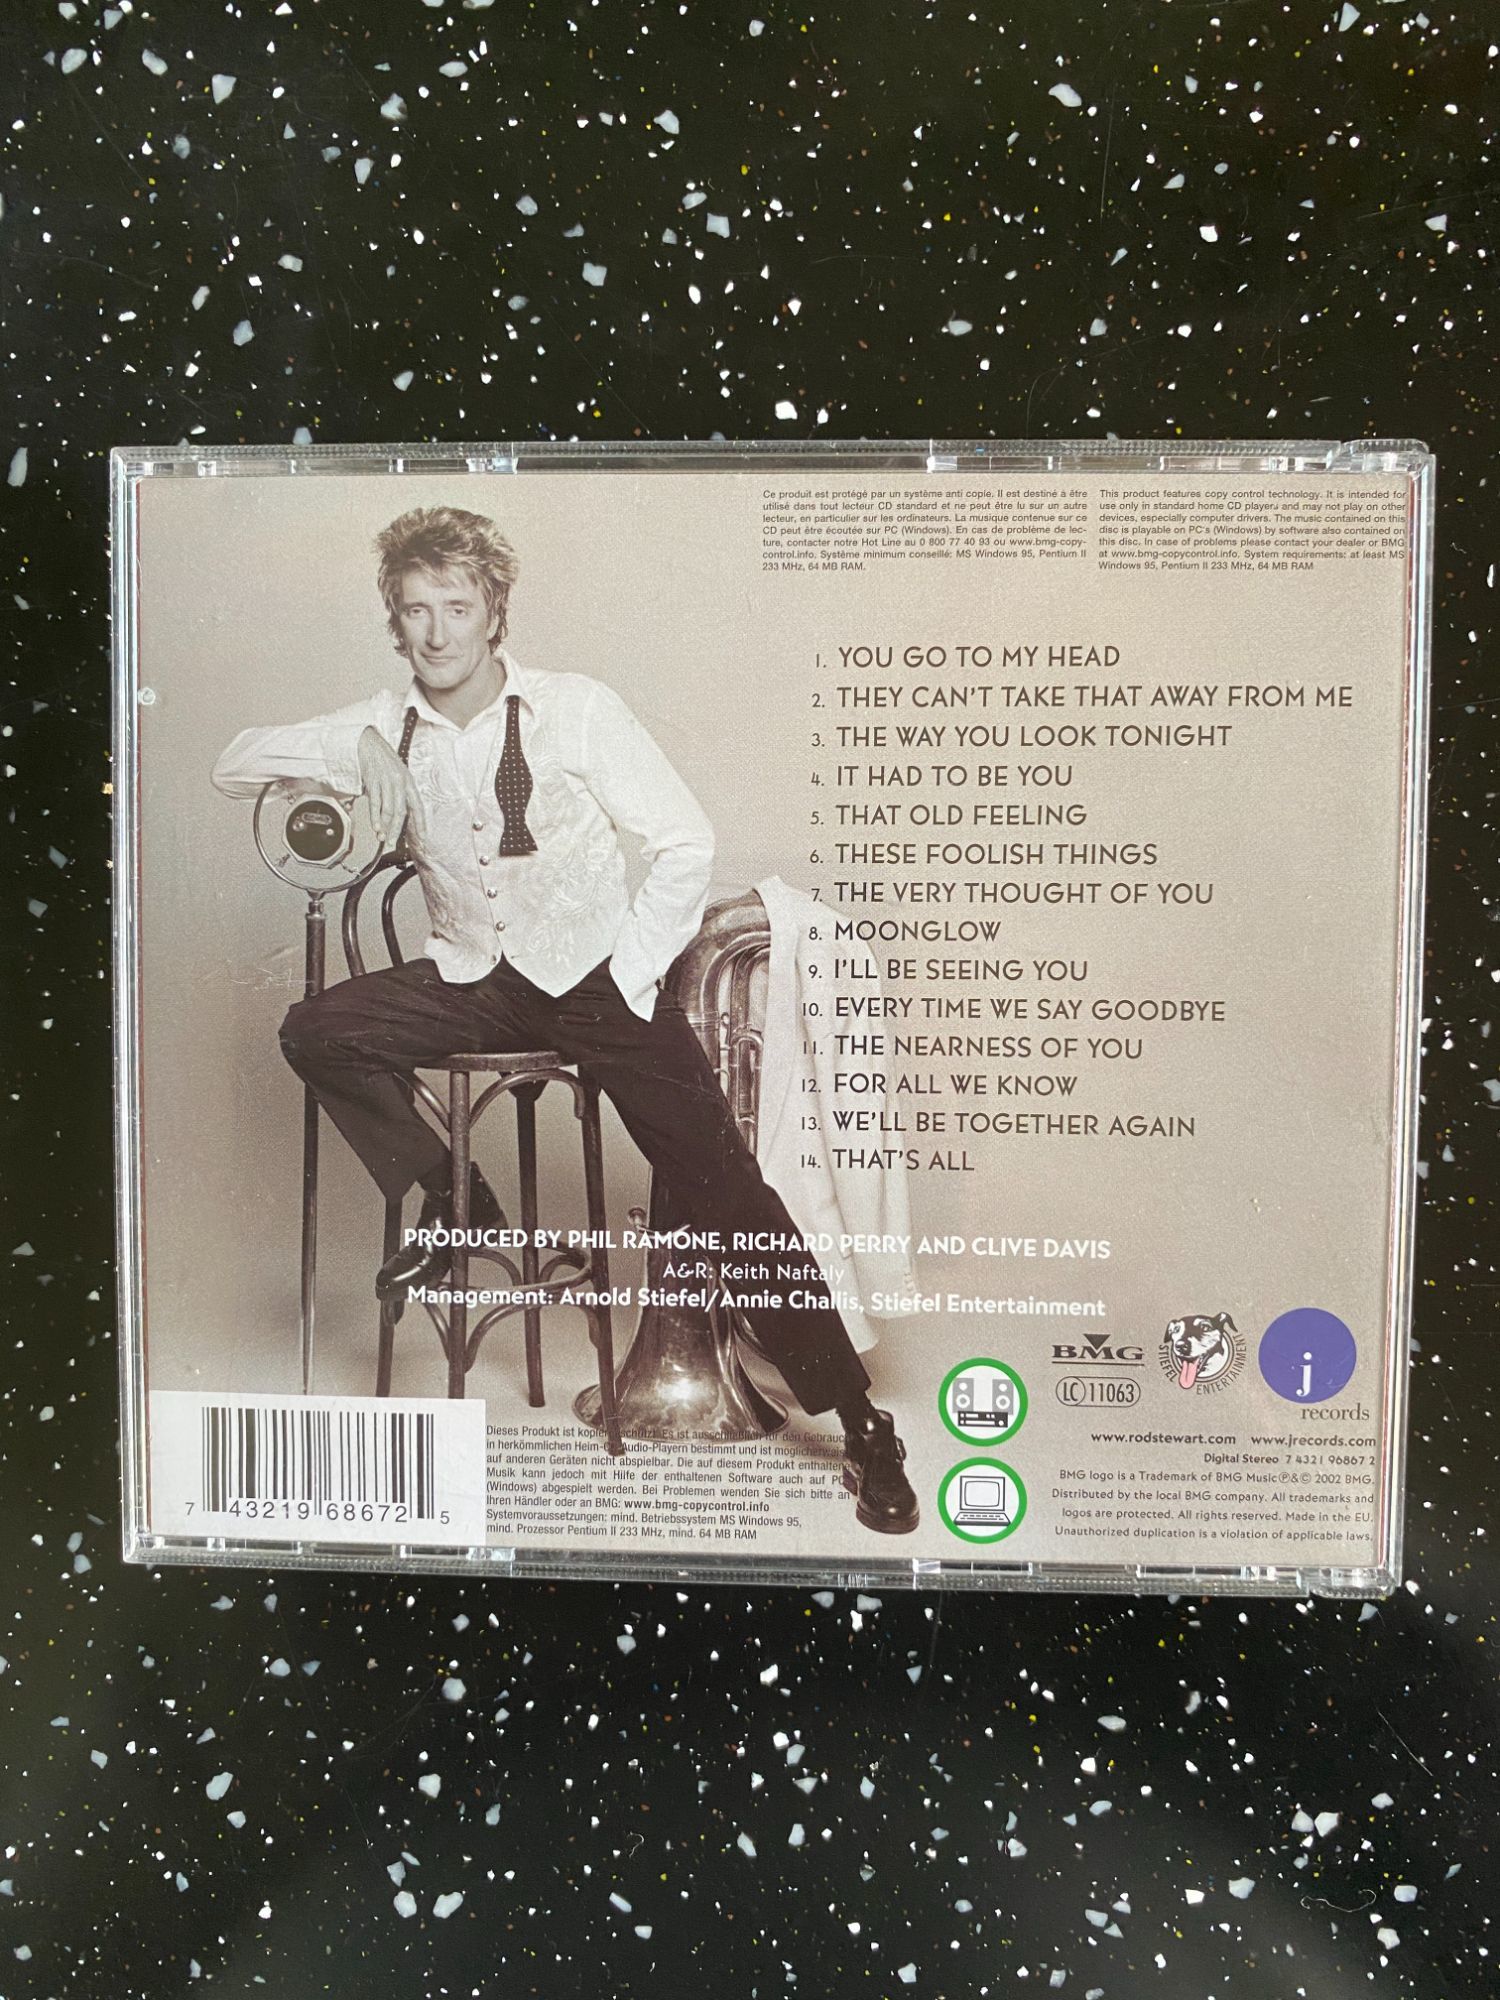 Ce produit est protégé par un système anti copie. Il est destiné à être
utilisé dans tout lecteur CD standard et ne peut être lu sur un autre
lecteur, en particulier sur les ordinateurs. La musique contenue sur ce
CD peut être écoutée sur PC (Windows). En cas de problème de lec-
ture, contacter notre Hot Line au 0 800 77 40 93 ou www.bmg-copy-
control.info. Système minimum conseillé: MS Windows 95, Pentium II
233 MHz, 64 MB RAM.
This product features copy control technology. It is intended for
use only in standard home CD players and may not play on other
devices, especially computer drivers. The music contained on this
disc is playable on PC's (Windows) by software also contained on
this disc. In case of problems please contact your dealer or BMG
at www.bmg-copycontrol.info. System requirements: at least MS
Windows 95, Pentium II 233 MHz, 64 MB RAM
1. YOU GO TO MY HEAD
2. THEY CAN'T TAKE THAT AWAY FROM ME
3. THE WAY YOU LOOK TONIGHT
4. IT HAD TO BE YOU
5. THAT OLD FEELING
6. THESE FOOLISH THINGS
7. THE VERY THOUGHT OF YOU
8. MOONGLOW
9. I'LL BE SEEING YOU
10. EVERY TIME WE SAY GOODBYE
11. THE NEARNESS OF YOU
12. FOR ALL WE KNOW
13. WE'LL BE TOGETHER AGAIN
14. THAT'S ALL
PRODUCED BY PHIL RAMONE, RICHARD PERRY AND CLIVE DAVIS
A&R: Keith Naftaly
Management: Arnold Stiefel/Annie Challis, Stiefel Entertainment
BMG
LC 11063
STIEFEL ENTERTAINMENT
j
records
www.rodstewart.com www.jrecords.com
Digital Stereo 7 4321 96867 2
BMG logo is a Trademark of BMG Music ℗&© 2002 BMG.
Distributed by the local BMG company. All trademarks and
logos are protected. All rights reserved. Made in the EU.
Unauthorized duplication is a violation of applicable laws.
Dieses Produkt ist kopiergeschützt! Es ist ausschließlich für den Gebrauch
in herkömmlichen Heim-CD-Audio-Playern bestimmt und ist möglicherweise
auf anderen Geräten nicht abspielbar. Die auf diesem Produkt enthaltene
Musik kann jedoch mit Hilfe der enthaltenen Software auch auf PC
(Windows) abgespielt werden. Bei Problemen wenden Sie sich bitte an
Ihren Händler oder an BMG: www.bmg-copycontrol.info
Systemvoraussetzungen: mind. Betriebssystem MS Windows 95,
mind. Prozessor Pentium II 233 MHz, mind. 64 MB RAM
7 43219 68672 5